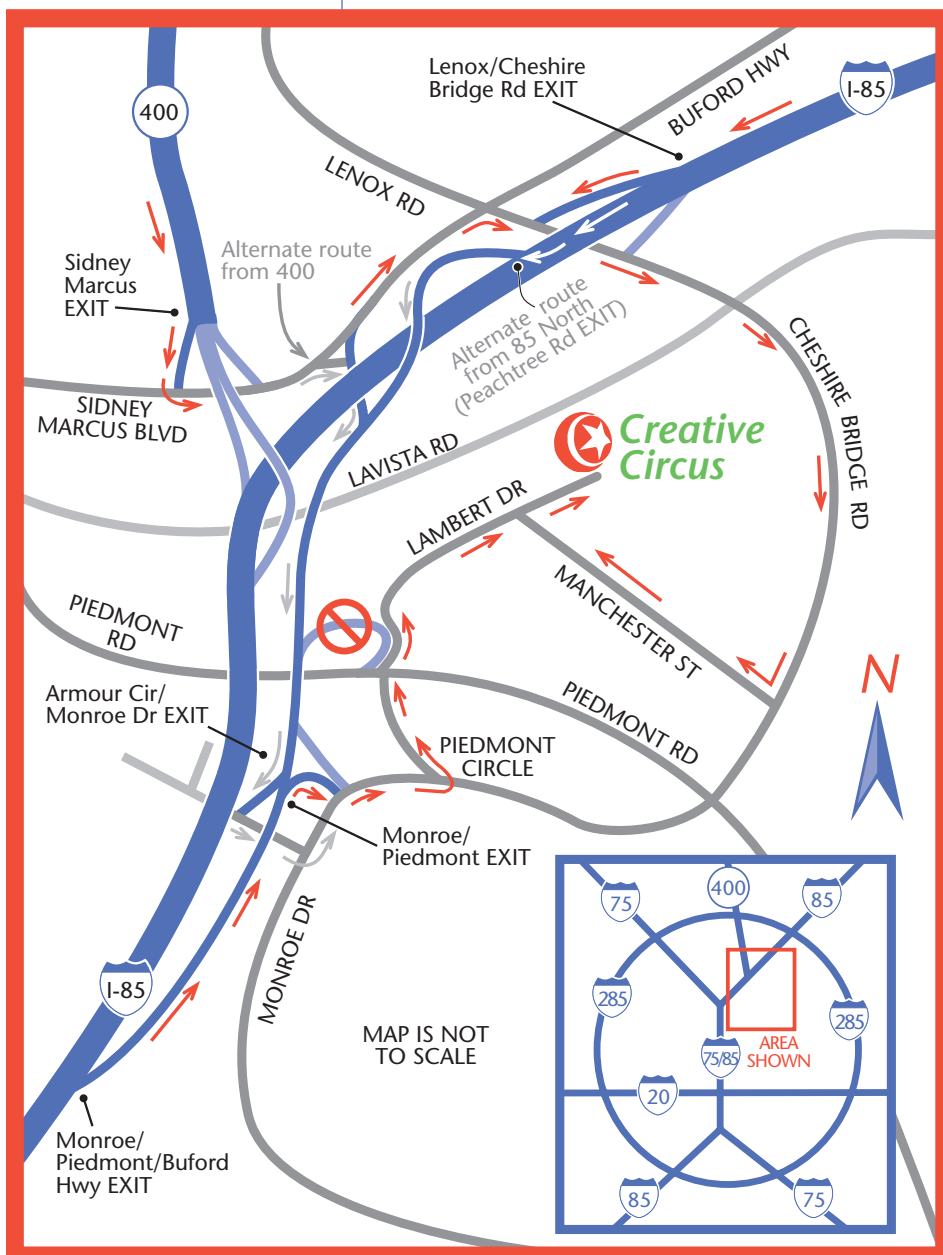 Lenox/Cheshire
Bridge Rd EXIT
BUFORD HWY
I-85
400
LENOX RD
Alternate route
from 400
Sidney
Marcus
EXIT
Alternate route
from 85 North
(Peachtree Rd EXIT)
CHESHIRE BRIDGE RD
SIDNEY
MARCUS BLVD
LAVISTA RD
Creative
Circus
LAMBERT DR
MANCHESTER ST
PIEDMONT
RD
N
Armour Cir/
Monroe Dr EXIT
PIEDMONT RD
PIEDMONT
CIRCLE
Monroe/
Piedmont EXIT
MONROE DR
I-85
MAP IS NOT
TO SCALE
Monroe/
Piedmont/Buford
Hwy EXIT
75
400
85
285
285
AREA
SHOWN
75/85
20
85
75